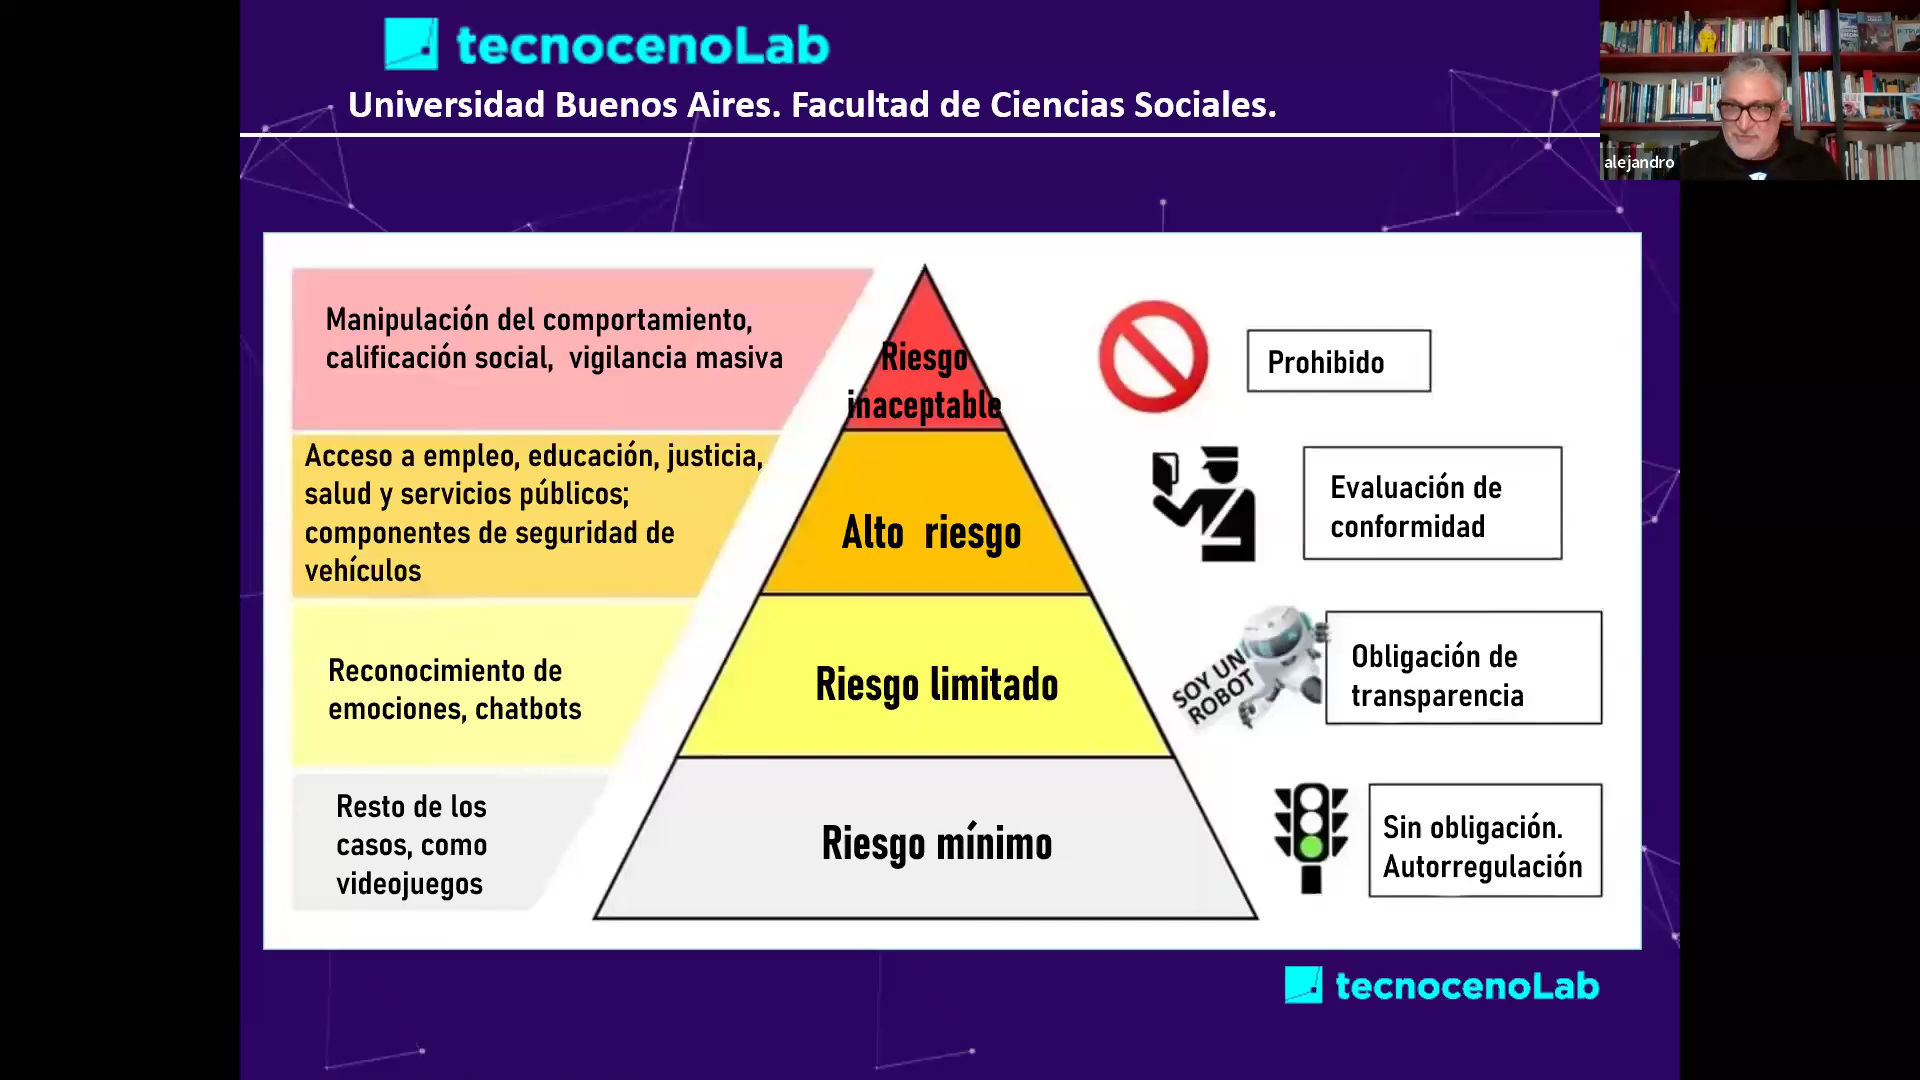 tecnocenoLab
Universidad Buenos Aires. Facultad de Ciencias Sociales.
alejandro
Manipulación del comportamiento,
calificación social, vigilancia masiva
Riesgo
inaceptable
Prohibido
Acceso a empleo, educación, justicia,
salud y servicios públicos;
componentes de seguridad de
vehículos
Alto riesgo
Evaluación de
conformidad
Reconocimiento de
emociones, chatbots
Riesgo limitado
SOY UN
ROBOT
Obligación de
transparencia
Resto de los
casos, como
videojuegos
Riesgo mínimo
Sin obligación.
Autorregulación
tecnocenoLab